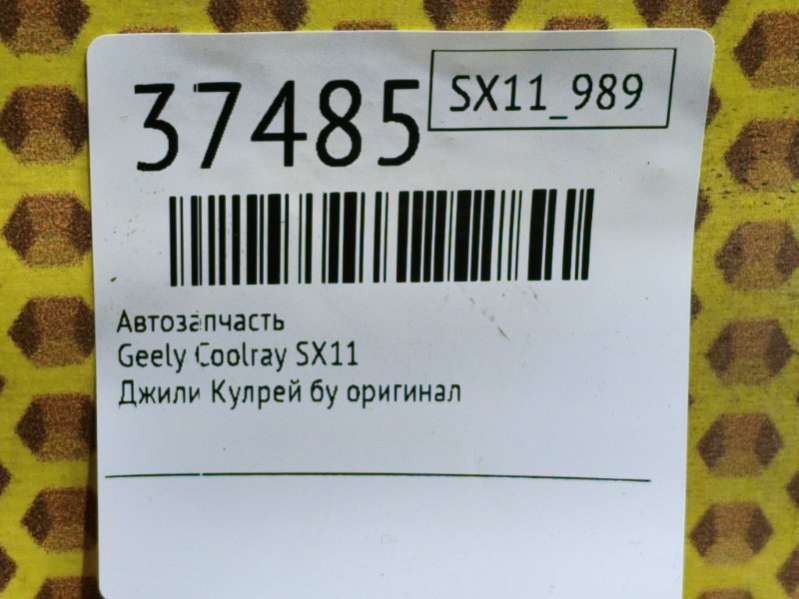 37485
SX11_989
Автозапчасть
Geely Coolray SX11
Джили Кулрей бу оригинал